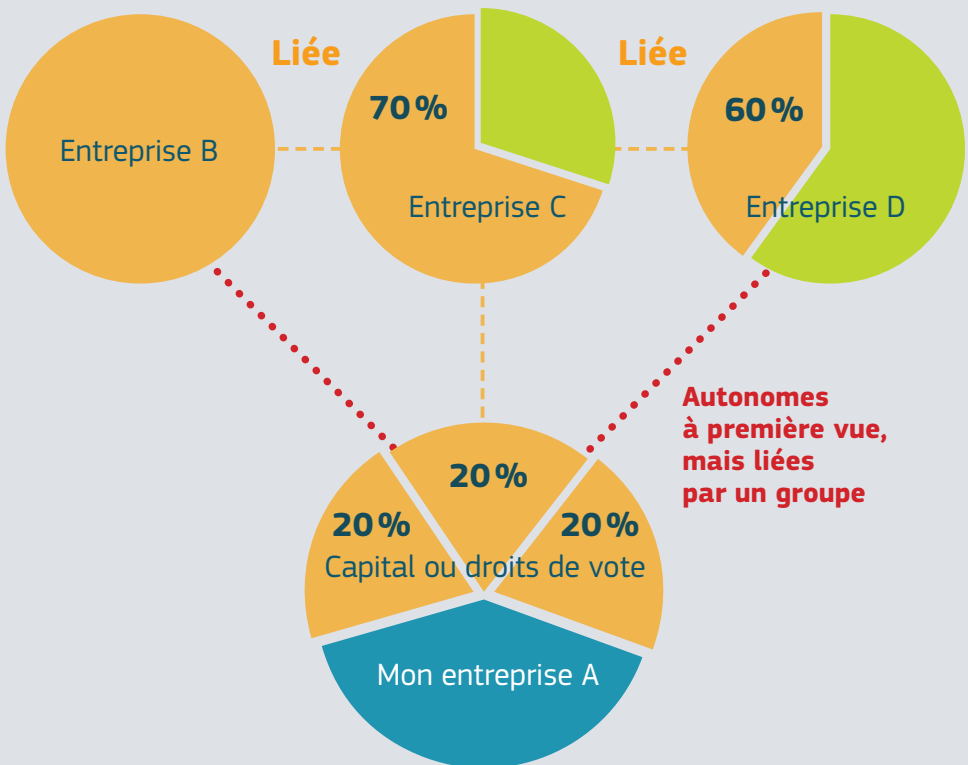 Liée
Liée
70 %
60 %
Entreprise B
Entreprise C
Entreprise D
Autonomes
à première vue,
mais liées
par un groupe
20 %
20 %
20 %
Capital ou droits de vote
Mon entreprise A